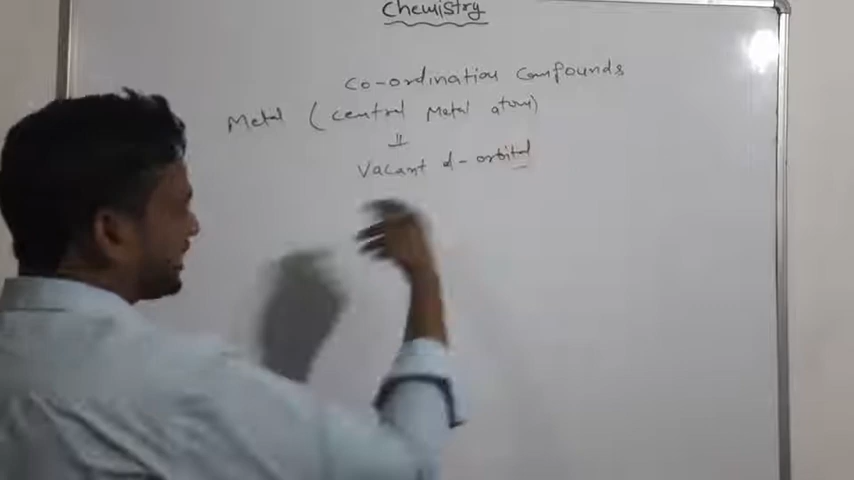 Chemistry
Co-ordination Compounds
Metal (central Metal atom)
⇓
Vacant d-orbital